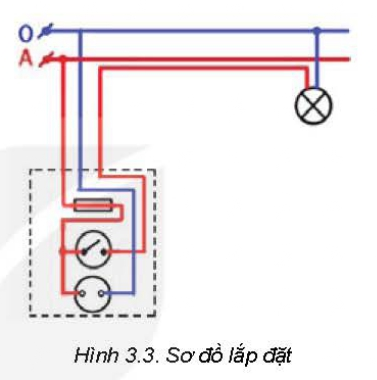 O
A
Hình 3.3. Sơ đồ lắp đặt